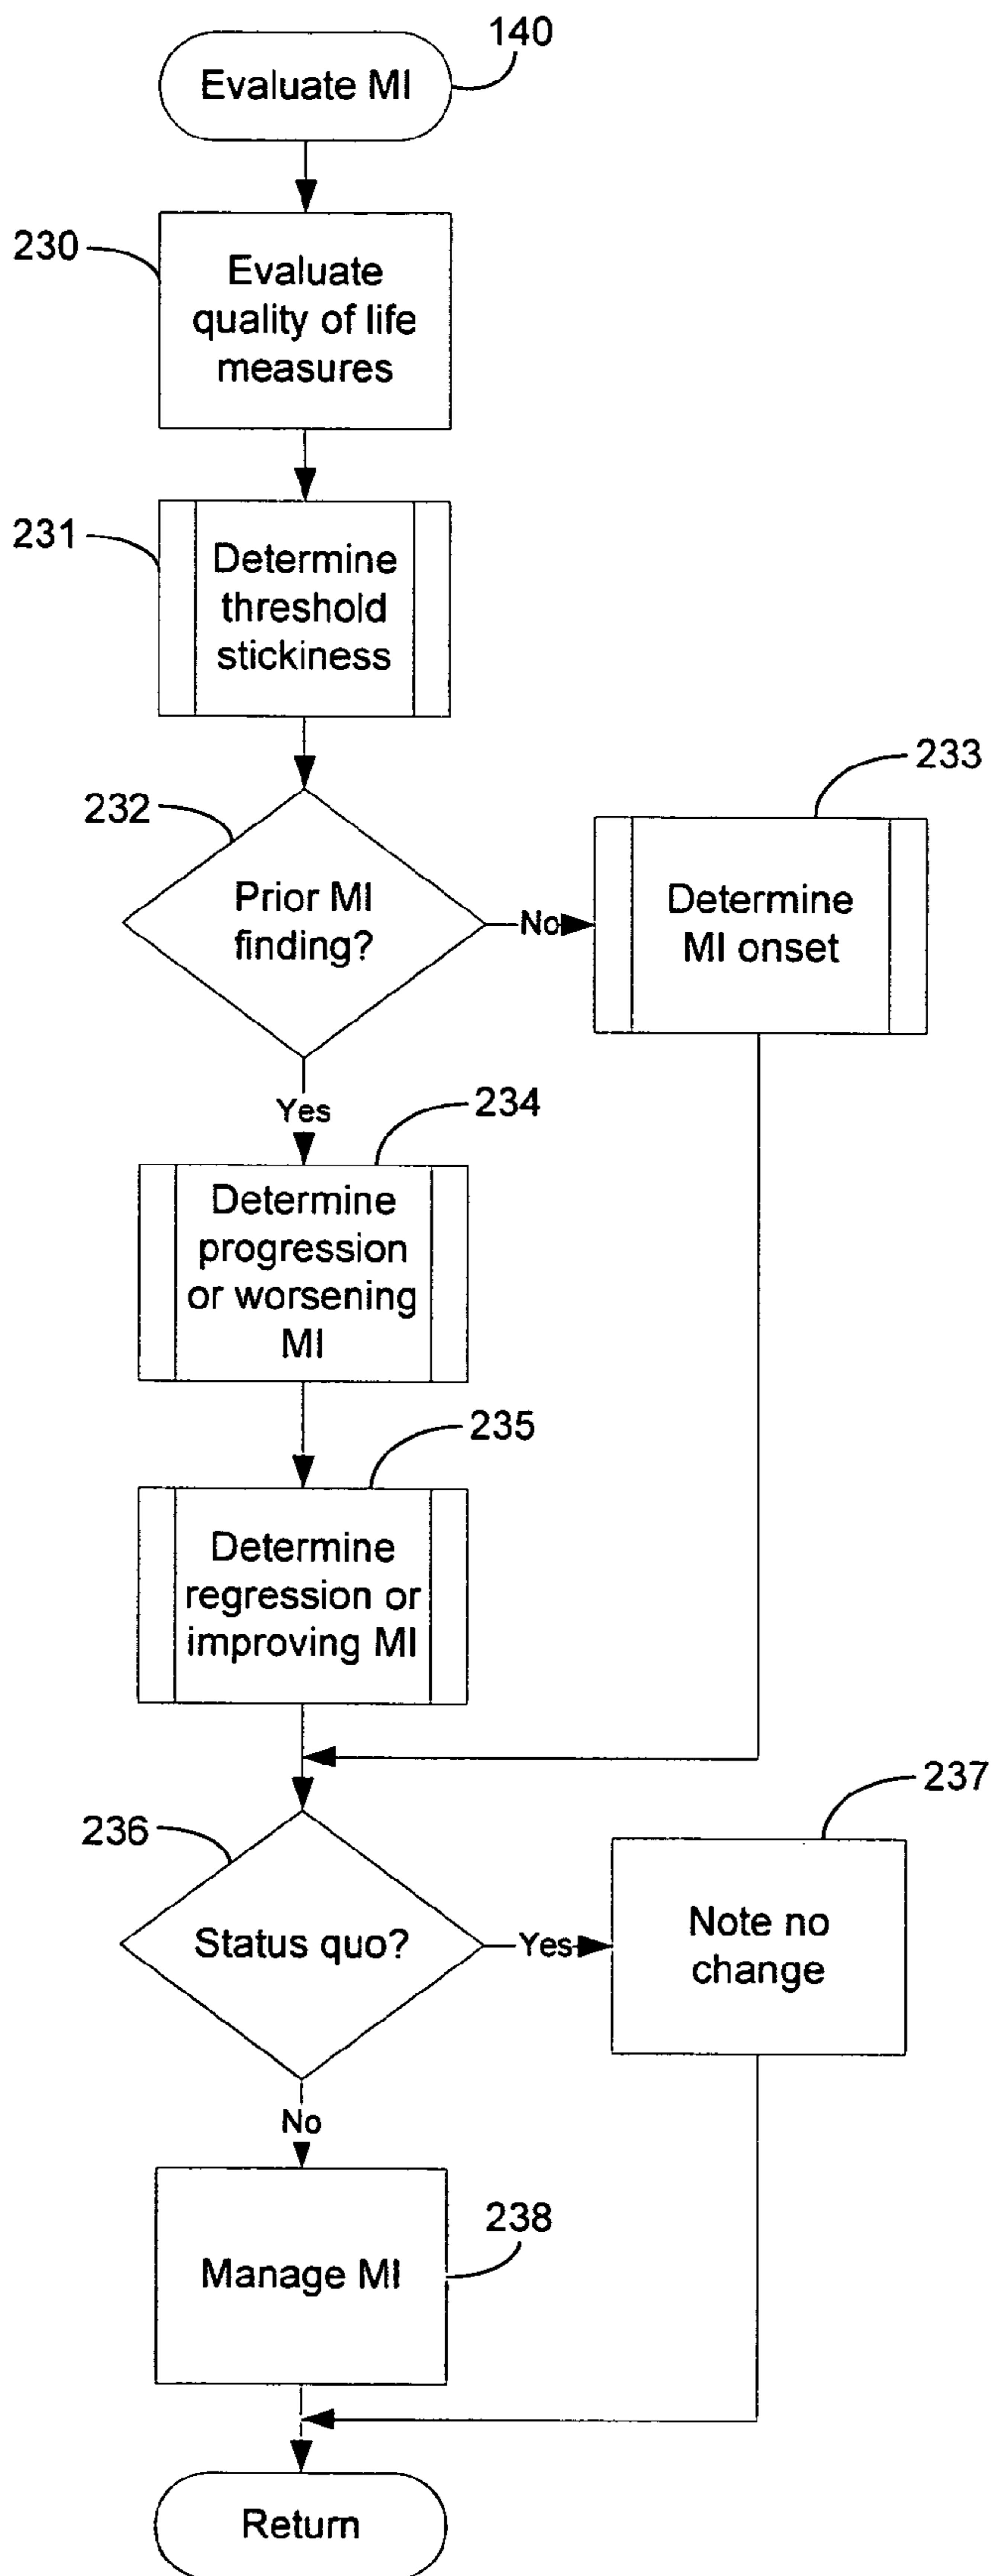 140
Evaluate MI
230
Evaluate
quality of life
measures
231
Determine
threshold
stickiness
232
Prior MI
finding?
No
233
Determine
MI onset
Yes
234
Determine
progression
or worsening
MI
235
Determine
regression or
improving MI
236
Status quo?
Yes
237
Note no
change
No
238
Manage MI
Return